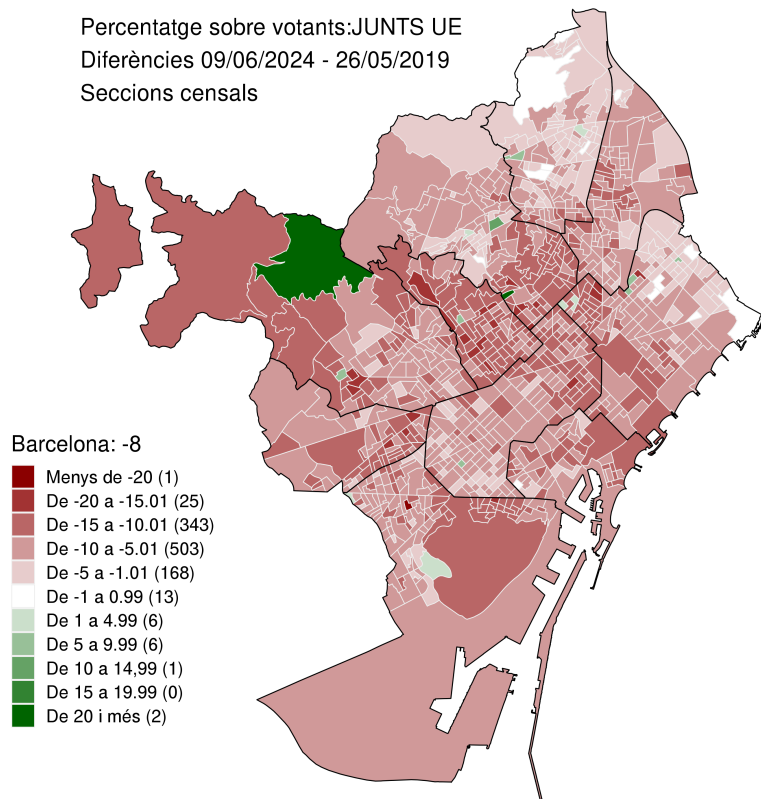 Percentatge sobre votants:JUNTS UE
Diferències 09/06/2024 - 26/05/2019
Seccions censals
Barcelona: -8
Menys de -20 (1)
De -20 a -15.01 (25)
De -15 a -10.01 (343)
De -10 a -5.01 (503)
De -5 a -1.01 (168)
De -1 a 0.99 (13)
De 1 a 4.99 (6)
De 5 a 9.99 (6)
De 10 a 14,99 (1)
De 15 a 19.99 (0)
De 20 i més (2)